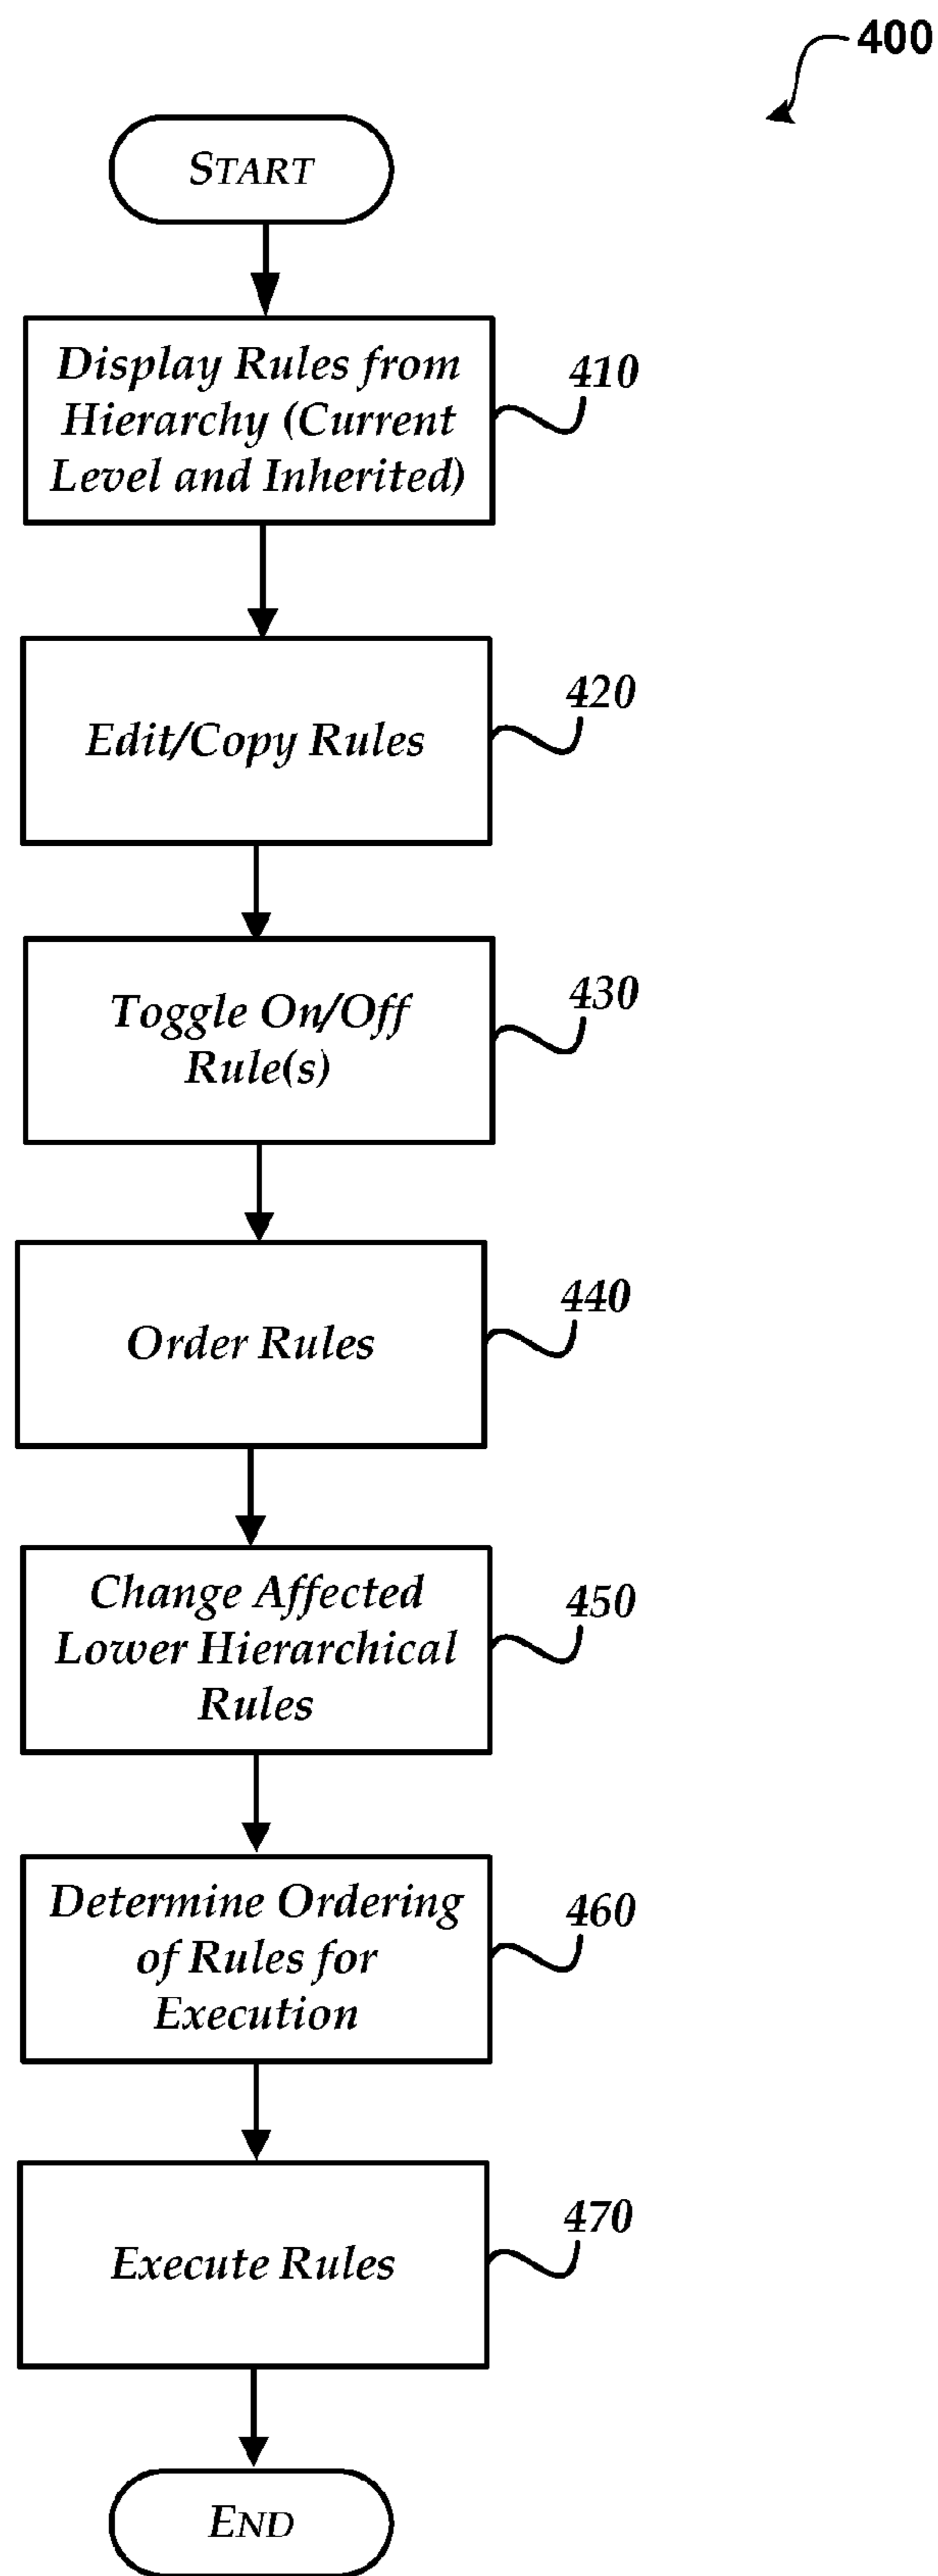 400
START
Display Rules from
Hierarchy (Current
Level and Inherited)
410
Edit/Copy Rules
420
Toggle On/Off
Rule(s)
430
Order Rules
440
Change Affected
Lower Hierarchical
Rules
450
Determine Ordering
of Rules for
Execution
460
Execute Rules
470
END